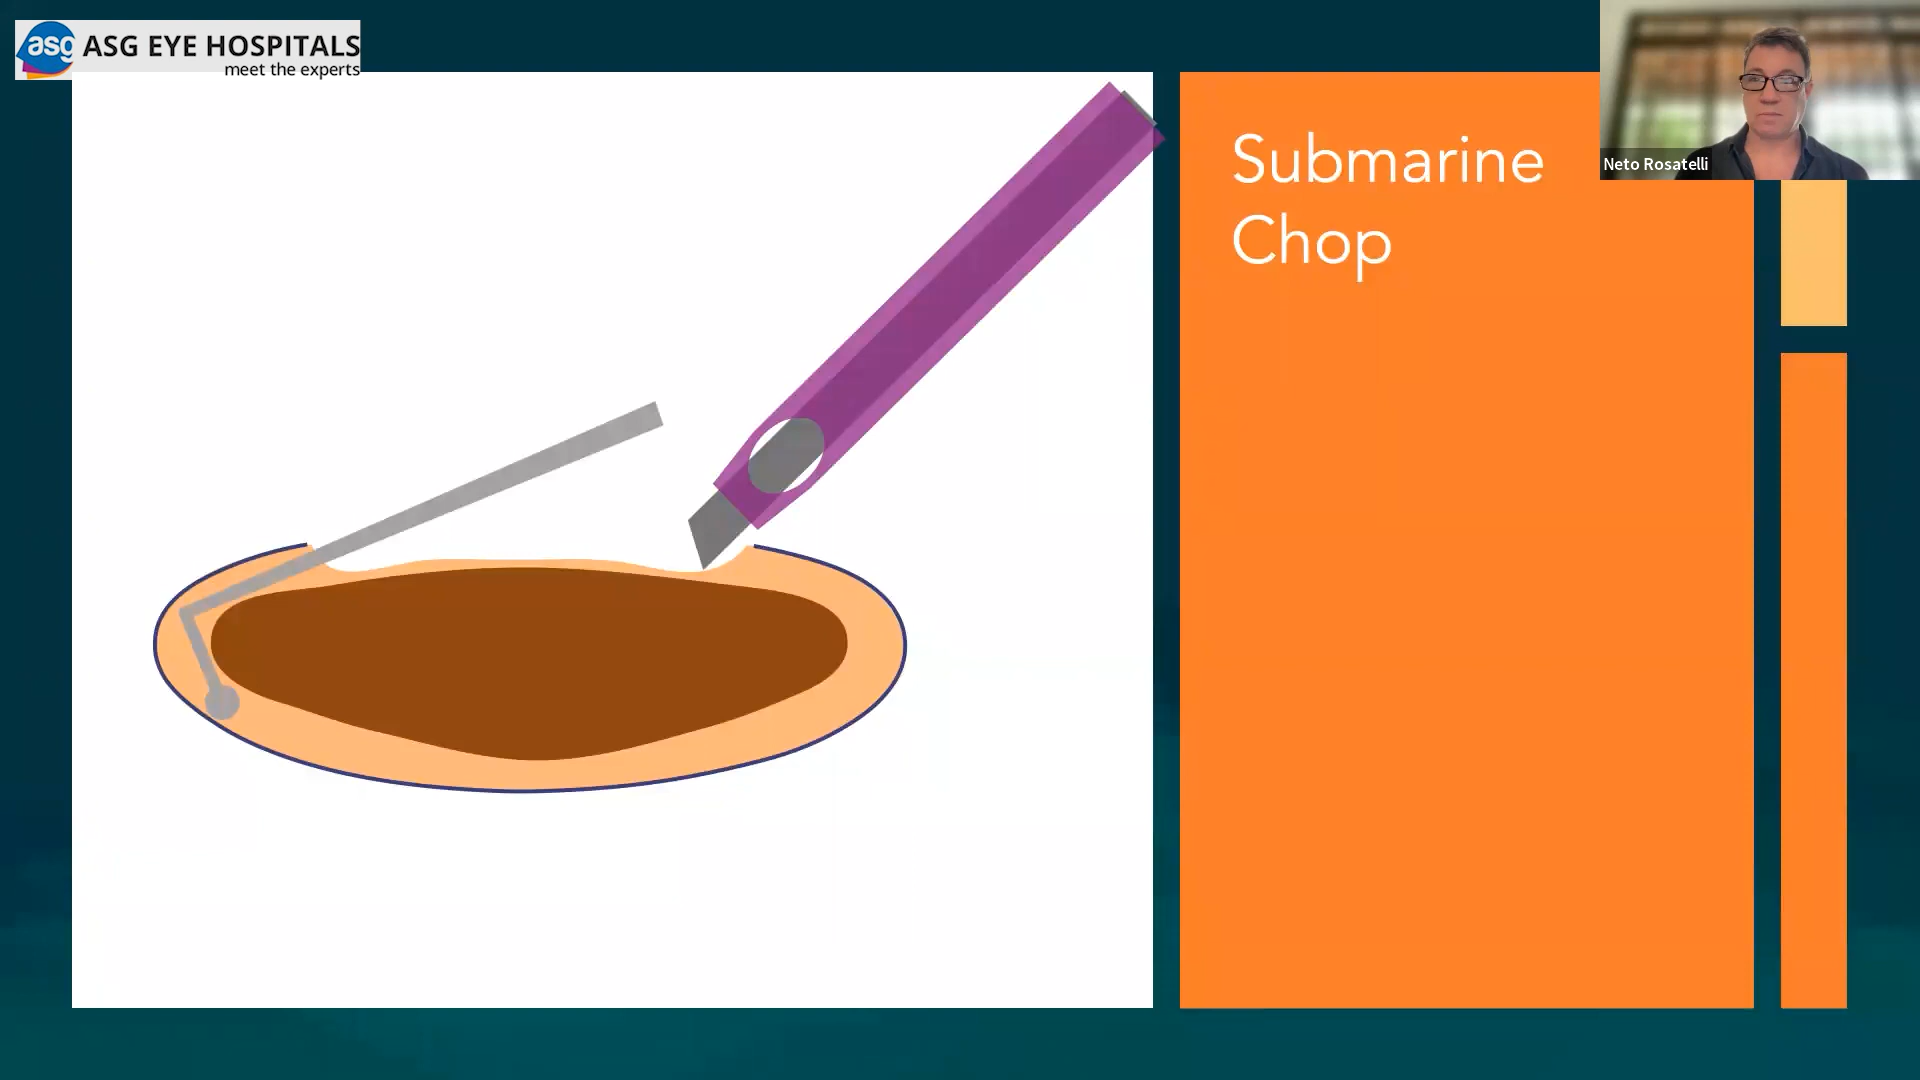 asg ASG EYE HOSPITALS
meet the experts
Submarine
Chop
Neto Rosatelli